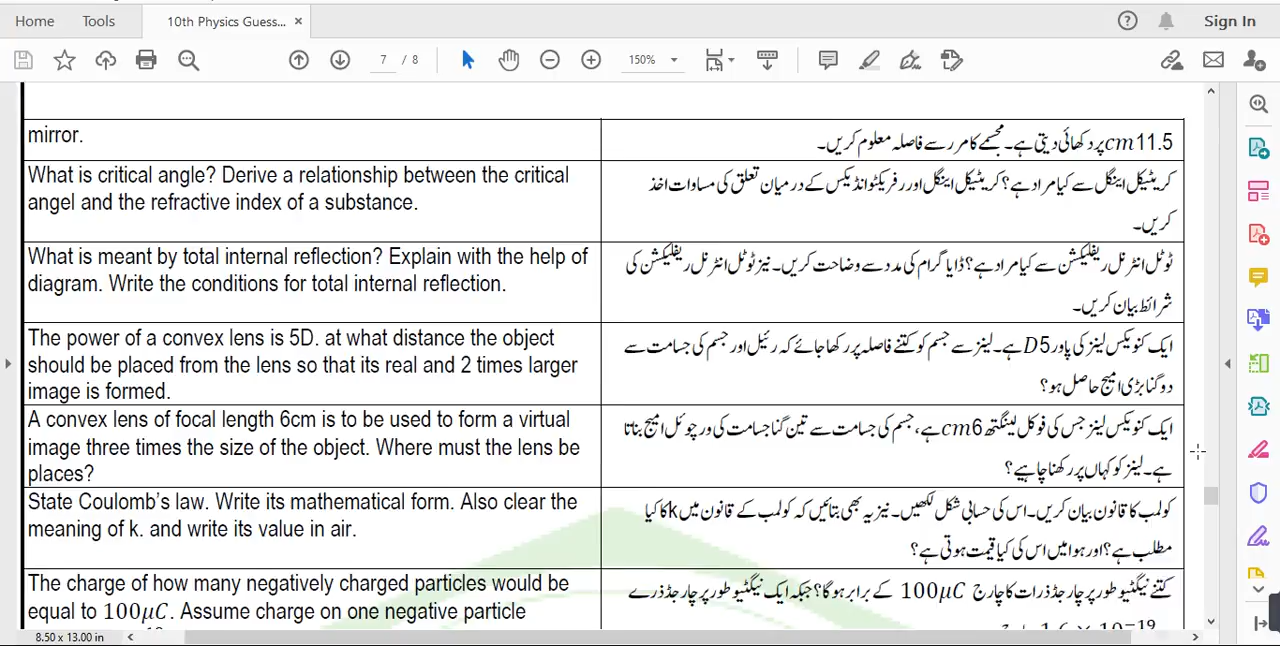 Home Tools 10th Physics Guess... × Sign In
7 / 8 150%
mirror.
11.5cm پر دکھائی دیتی ہے۔ مجسمے کا مرر سے فاصلہ معلوم کریں۔
What is critical angle? Derive a relationship between the critical
angel and the refractive index of a substance.
کریٹیکل اینگل سے کیا مراد ہے؟ کریٹیکل اینگل اور رفریکٹو انڈیکس کے درمیان تعلق کی مساوات اخذ
کریں۔
What is meant by total internal reflection? Explain with the help of
diagram. Write the conditions for total internal reflection.
ٹوٹل انٹرنل ریفلیکشن سے کیا مراد ہے؟ ڈایا گرام کی مدد سے وضاحت کریں۔ نیز ٹوٹل انٹرنل ریفلیکشن کی
شرائط بیان کریں۔
The power of a convex lens is 5D. at what distance the object
should be placed from the lens so that its real and 2 times larger
image is formed.
ایک کنویکس لینز کی پاور 5D ہے۔ لینز سے جسم کو کتنے فاصلہ پر رکھا جائے کہ رئیل اور جسم کی جسامت سے
دو گنا بڑی امیج حاصل ہو؟
A convex lens of focal length 6cm is to be used to form a virtual
image three times the size of the object. Where must the lens be
places?
ایک کنویکس لینز جس کی فوکل لینگتھ 6cm ہے، جسم کی جسامت سے تین گنا جسامت کی ورچوئل امیج بناتا
ہے۔ لینز کو کہاں پر رکھنا چاہیے؟
State Coulomb's law. Write its mathematical form. Also clear the
meaning of k. and write its value in air.
کولمب کا قانون بیان کریں۔ اس کی حسابی شکل لکھیں۔ نیز یہ بھی بتائیں کہ کولمب کے قانون میں k کا کیا
مطلب ہے؟ اور ہوا میں اس کی کیا قیمت ہوتی ہے؟
The charge of how many negatively charged particles would be
equal to 100μC. Assume charge on one negative particle
کتنے نیگٹیو طور پر چارجڈ ذرات کا چارج 100μC کے برابر ہوگا؟ جبکہ ایک نیگٹیو طور پر چارجڈ ذرے
8.50 x 13.00 in